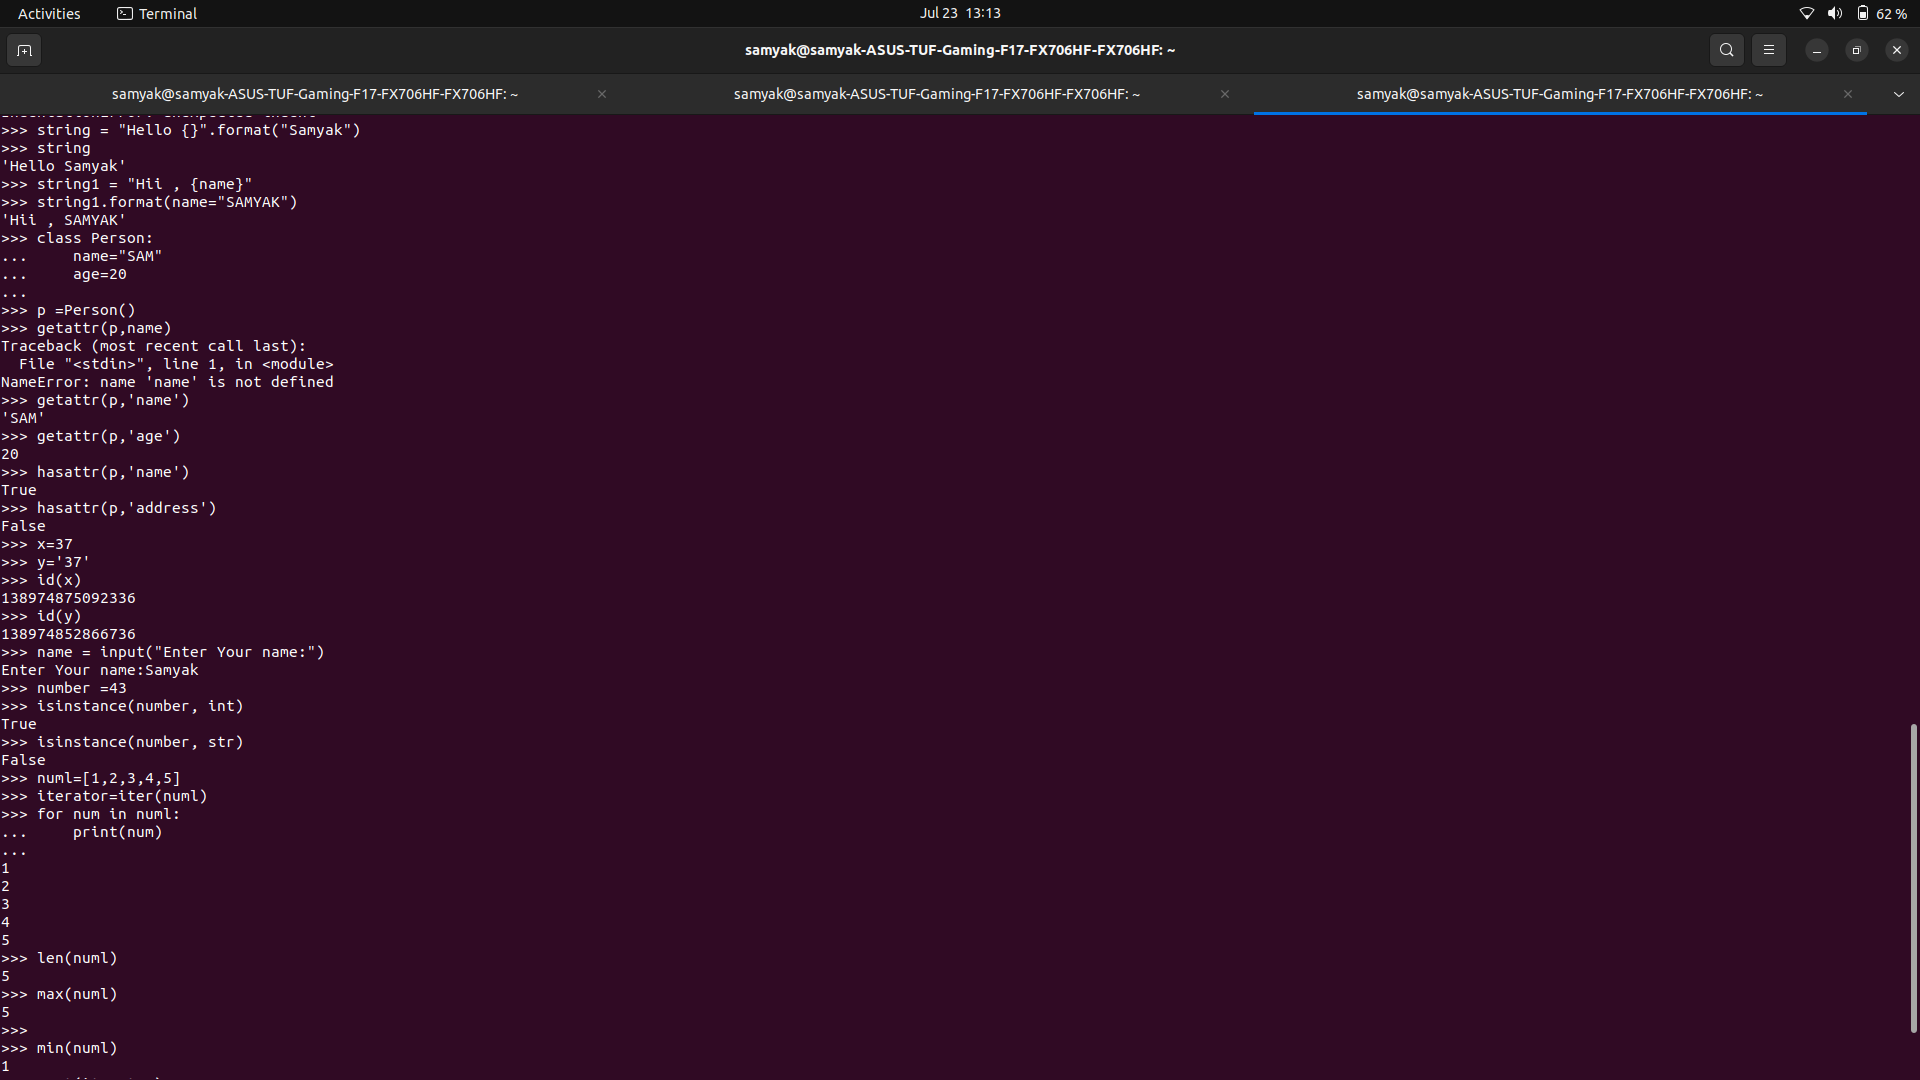 Activities
Terminal
Jul 23 13:13
62 %
samyak@samyak-ASUS-TUF-Gaming-F17-FX706HF-FX706HF: ~
samyak@samyak-ASUS-TUF-Gaming-F17-FX706HF-FX706HF: ~
samyak@samyak-ASUS-TUF-Gaming-F17-FX706HF-FX706HF: ~
samyak@samyak-ASUS-TUF-Gaming-F17-FX706HF-FX706HF: ~
>>> string = "Hello {}".format("Samyak")
>>> string
'Hello Samyak'
>>> string1 = "Hii , {name}"
>>> string1.format(name="SAMYAK")
'Hii , SAMYAK'
>>> class Person:
...     name="SAM"
...     age=20
...
>>> p =Person()
>>> getattr(p,name)
Traceback (most recent call last):
  File "<stdin>", line 1, in <module>
NameError: name 'name' is not defined
>>> getattr(p,'name')
'SAM'
>>> getattr(p,'age')
20
>>> hasattr(p,'name')
True
>>> hasattr(p,'address')
False
>>> x=37
>>> y='37'
>>> id(x)
138974875092336
>>> id(y)
138974852866736
>>> name = input("Enter Your name:")
Enter Your name:Samyak
>>> number =43
>>> isinstance(number, int)
True
>>> isinstance(number, str)
False
>>> numl=[1,2,3,4,5]
>>> iterator=iter(numl)
>>> for num in numl:
...     print(num)
...
1
2
3
4
5
>>> len(numl)
5
>>> max(numl)
5
>>>
>>> min(numl)
1